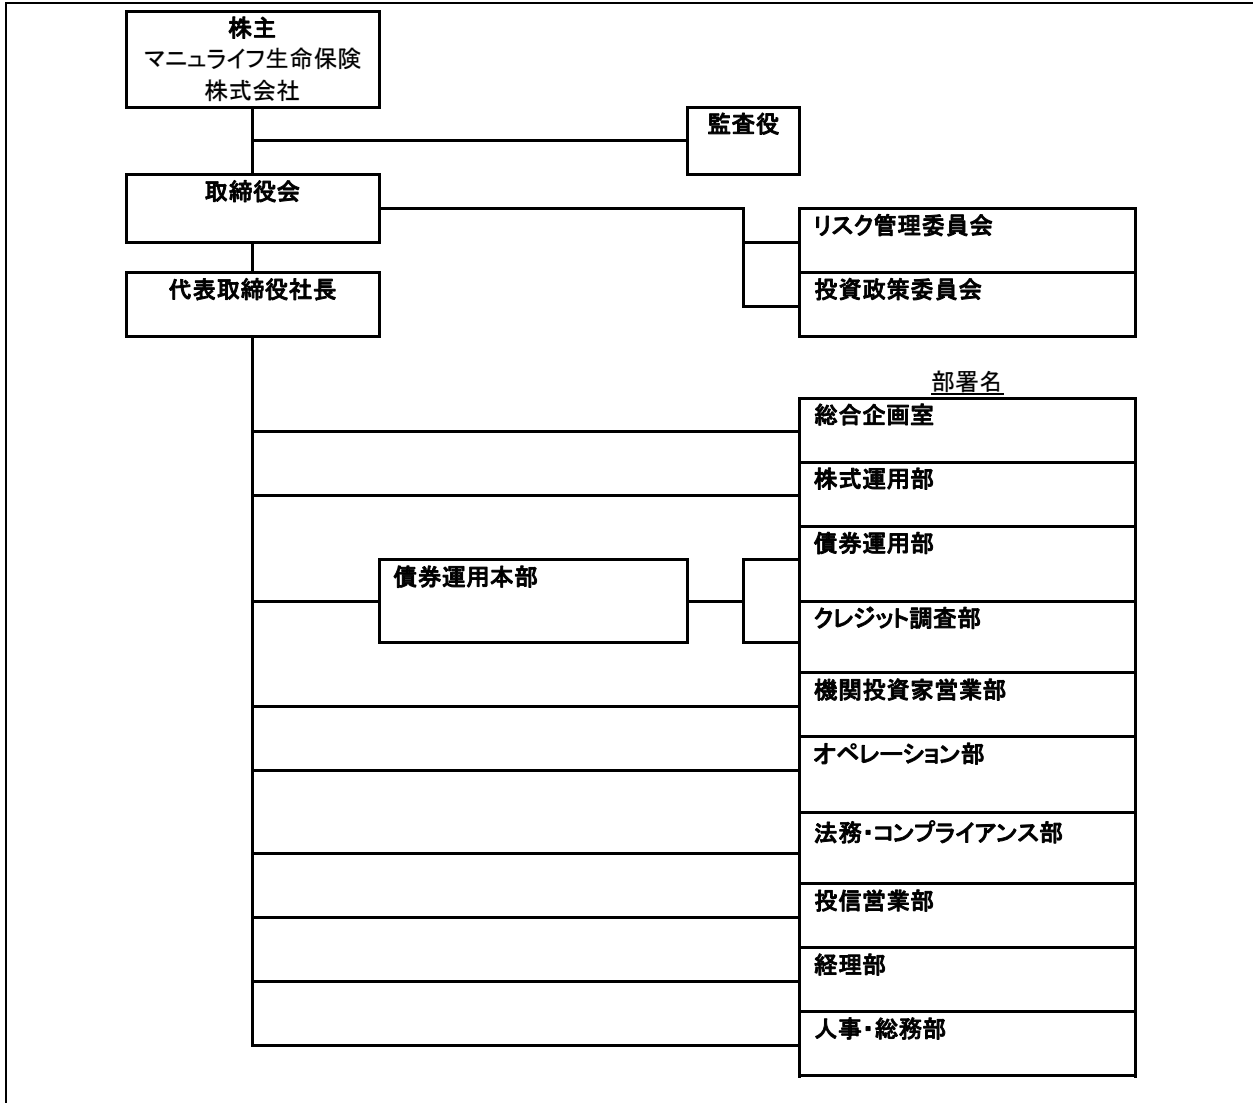 株主
マニュライフ生命保険
株式会社
監査役
取締役会
リスク管理委員会
代表取締役社長
投資政策委員会
部署名
総合企画室
株式運用部
債券運用部
債券運用本部
クレジット調査部
機関投資家営業部
オペレーション部
法務・コンプライアンス部
投信営業部
経理部
人事・総務部